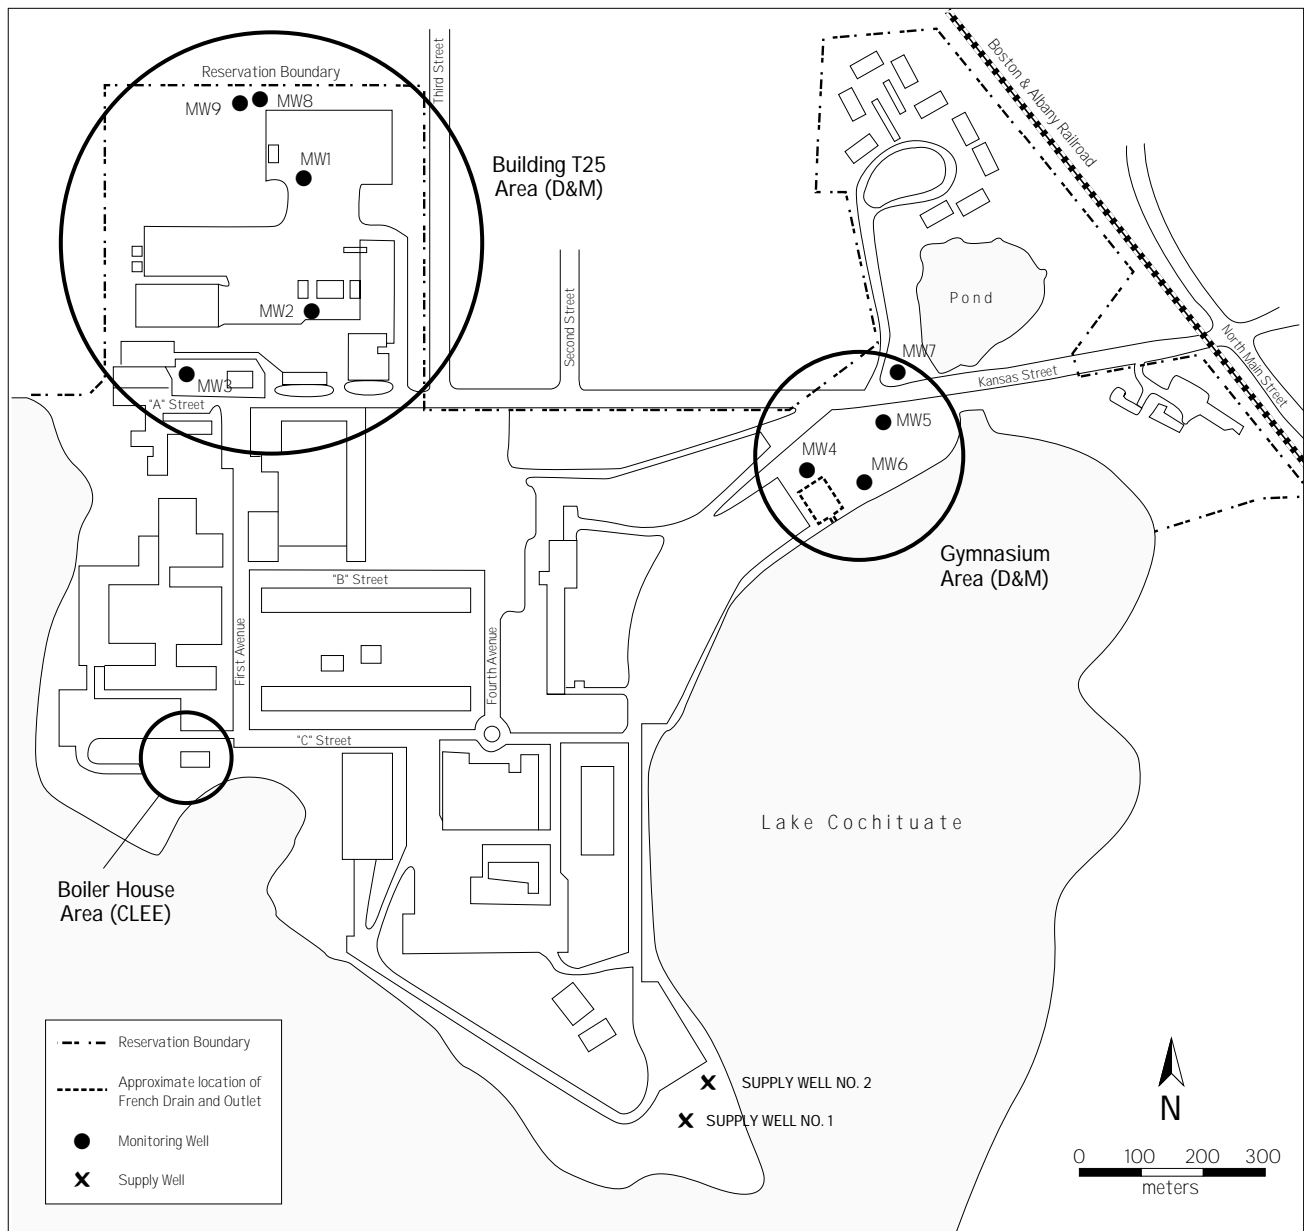 Reservation Boundary
MW9
MW8
MW1
MW2
MW3
"A" Street
Third Street
Building T25
Area (D&M)
Second Street
Boston & Albany Railroad
Pond
North Main Street
Kansas Street
MW7
MW5
MW4
MW6
Gymnasium
Area (D&M)
"B" Street
First Avenue
Fourth Avenue
"C" Street
Lake Cochituate
Boiler House
Area (CLEE)
SUPPLY WELL NO. 2
SUPPLY WELL NO. 1
Reservation Boundary
Approximate location of
French Drain and Outlet
Monitoring Well
Supply Well
N
0 100 200 300
meters